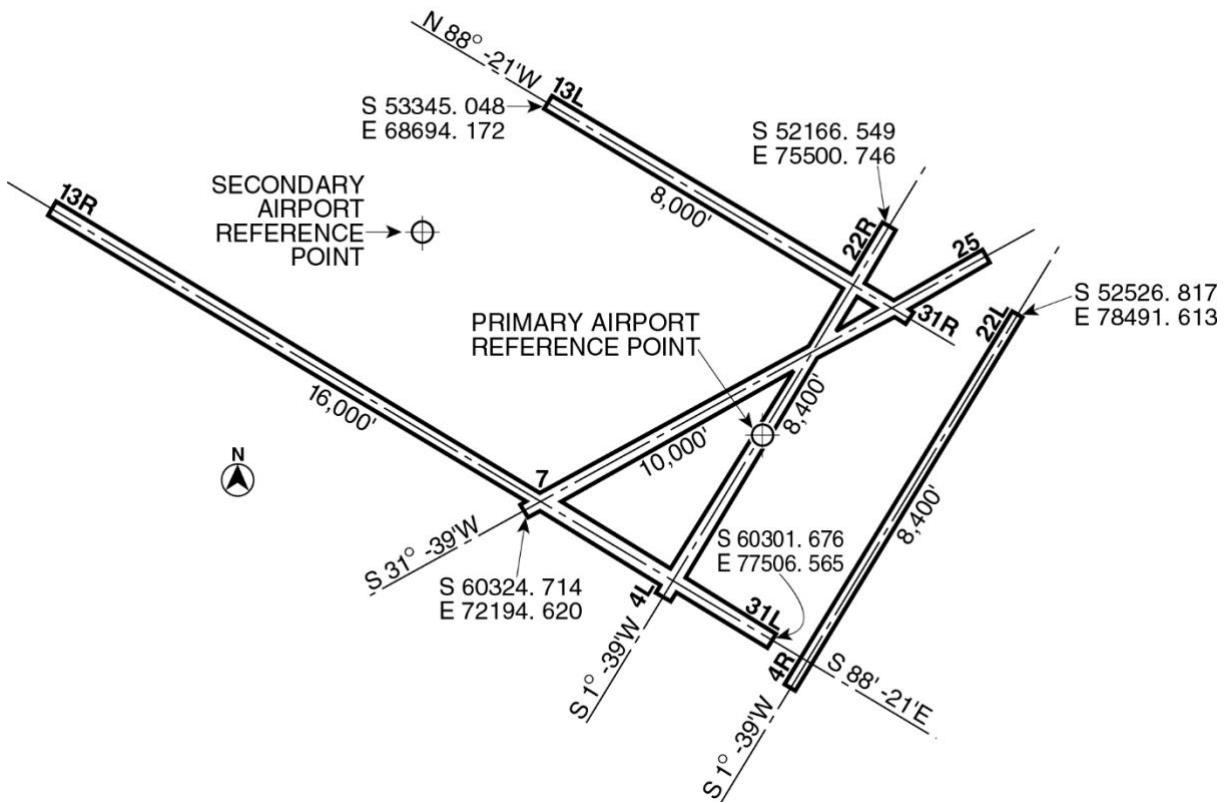 N 88° -21'W
13L
S 53345. 048
E 68694. 172
S 52166. 549
E 75500. 746
SECONDARY
AIRPORT
REFERENCE
POINT
13R
8,000'
22R
25
S 52526. 817
E 78491. 613
PRIMARY AIRPORT
REFERENCE POINT
31R
22L
16,000'
8,400'
10,000'
N
7
8,400'
S 31° -39'W
S 60301. 676
E 77506. 565
S 60324. 714
E 72194. 620
4L
31L
4R
S 88' -21'E
S 1° -39'W
S 1° -39'W